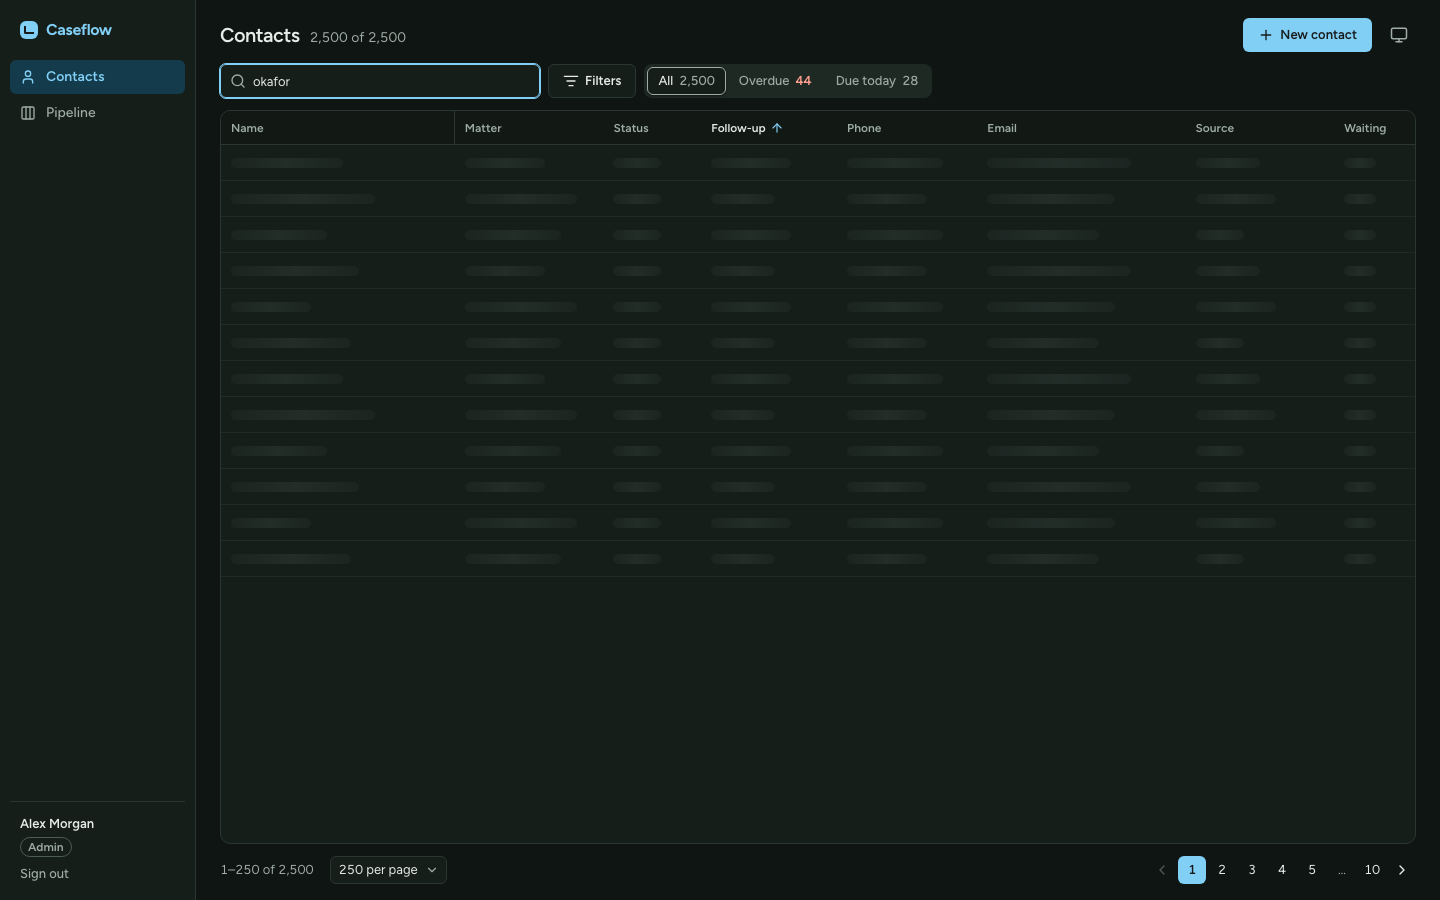 Caseflow
Contacts
Pipeline
Alex Morgan
Admin
Sign out
Contacts 2,500 of 2,500
New contact
okafor
Filters
All 2,500
Overdue 44
Due today 28
Name Matter Status Follow-up Phone Email Source Waiting
1–250 of 2,500
250 per page
1 2 3 4 5 ... 10